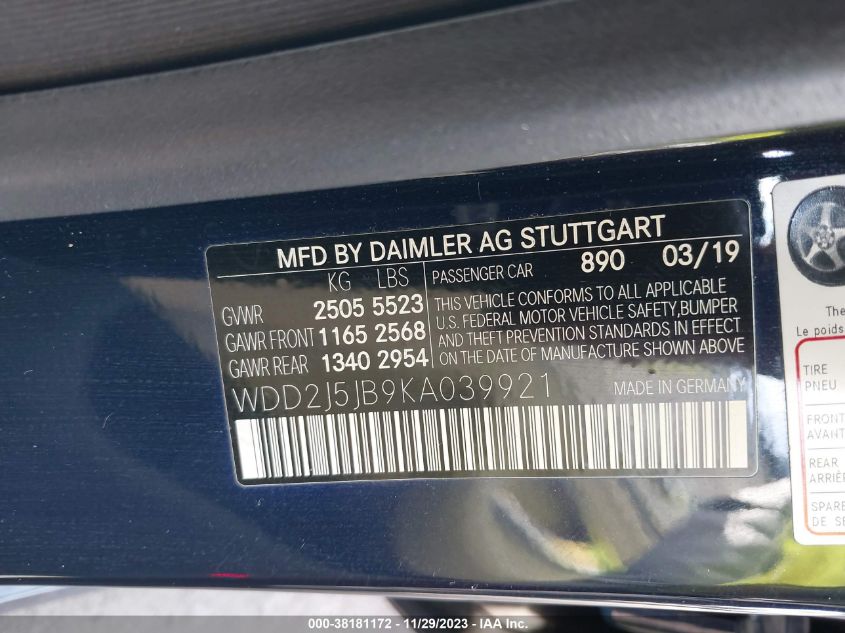 MFD BY DAIMLER AG STUTTGART
KG LBS
GVWR 2505 5523
GAWR FRONT 1165 2568
GAWR REAR 1340 2954
PASSENGER CAR 890 03/19
THIS VEHICLE CONFORMS TO ALL APPLICABLE
U.S. FEDERAL MOTOR VEHICLE SAFETY,BUMPER
AND THEFT PREVENTION STANDARDS IN EFFECT
ON THE DATE OF MANUFACTURE SHOWN ABOVE
WDD2J5JB9KA039921 MADE IN GERMANY
The
Le poids
TIRE
PNEU
FRONT
AVANT
REAR
ARRIÈR
SPARE
DE SE
000-38181172 - 11/29/2023 - IAA Inc.